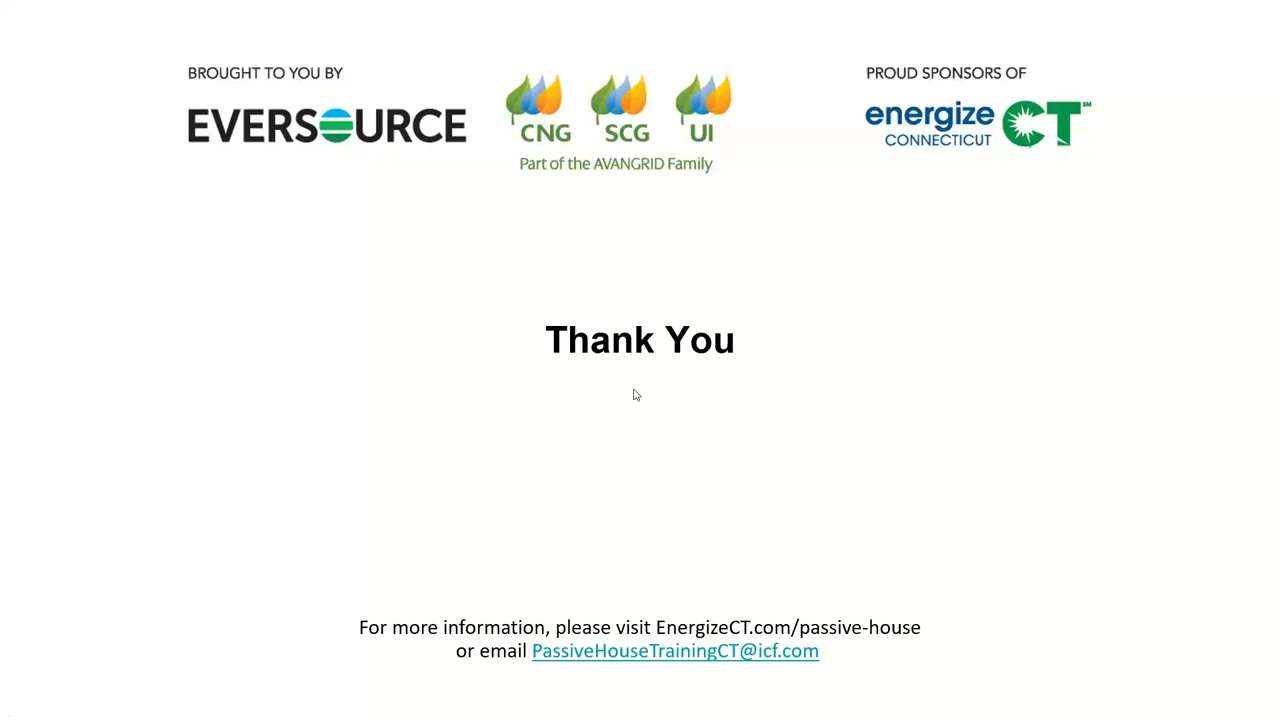 BROUGHT TO YOU BY
EVERSOURCE
CNG SCG UI
Part of the AVANGRID Family
PROUD SPONSORS OF
energize CT℠
CONNECTICUT
Thank You
For more information, please visit EnergizeCT.com/passive-house
or email PassiveHouseTrainingCT@icf.com